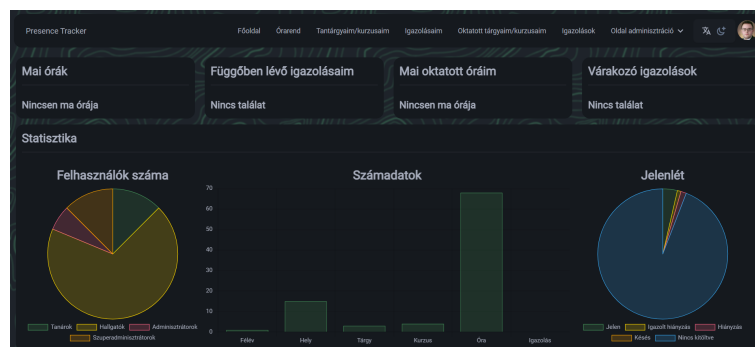 Presence Tracker
Főoldal Órarend Tantárgyaim/kurzusaim Igazolásaim Oktatott tárgyaim/kurzusaim Igazolások Oldal adminisztráció
Mai órák
Nincsen ma órája
Függőben lévő igazolásaim
Nincs találat
Mai oktatott óráim
Nincsen ma órája
Várakozó igazolások
Nincs találat
Statisztika
Felhasználók száma
Tanárok Hallgatók Adminisztrátorok
Szuperadminisztrátorok
Számadatok
70
60
50
40
30
20
10
0
Félév Hely Tárgy Kurzus Óra Igazolás
Jelenlét
Jelen Igazolt hiányzás Hiányzás
Késés Nincs kitöltve